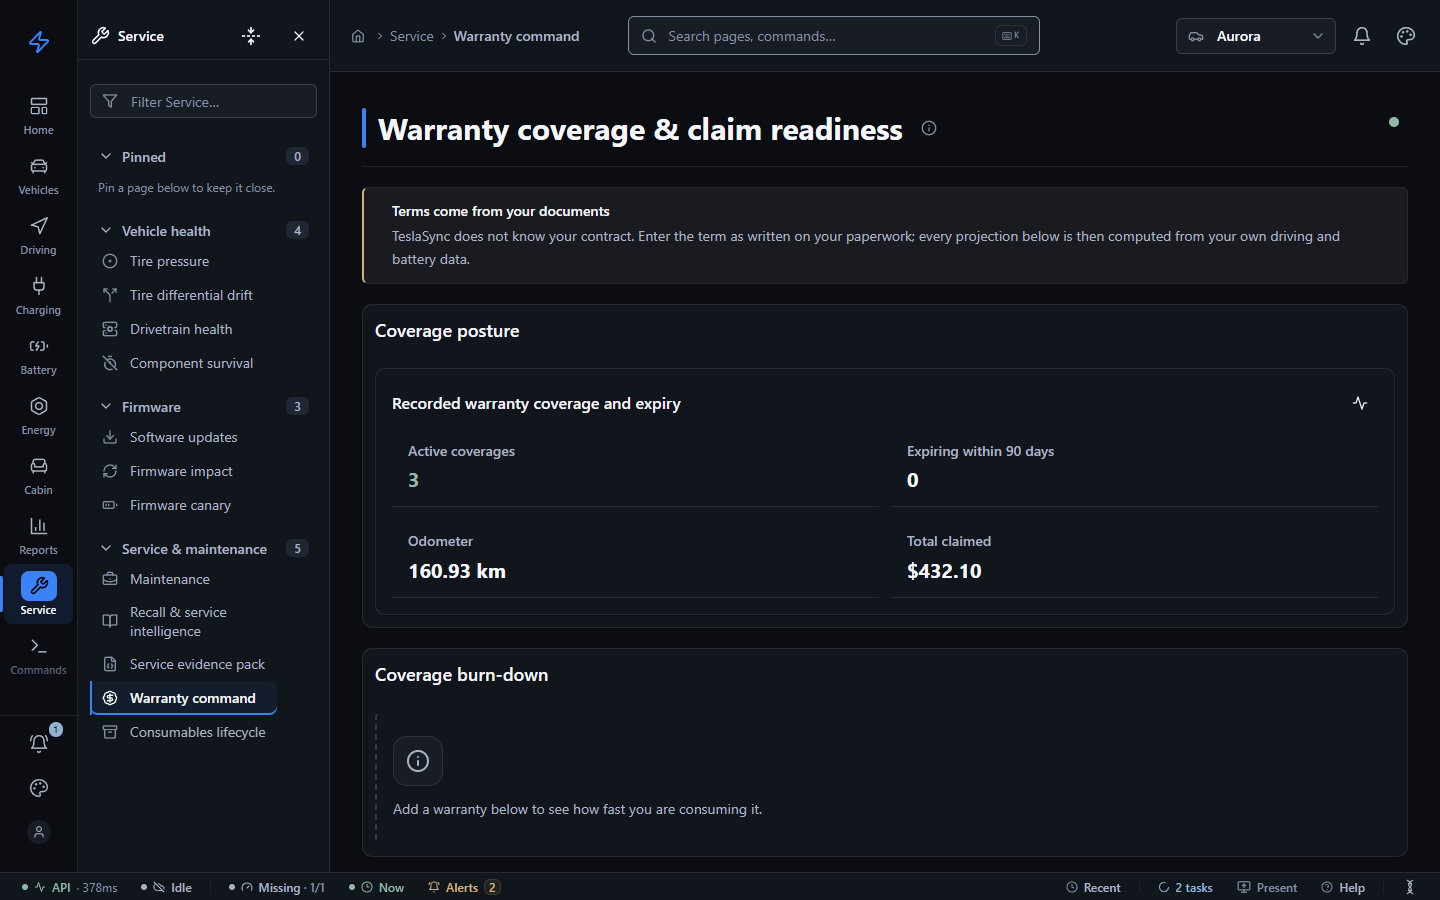 Home
Vehicles
Driving
Charging
Battery
Energy
Cabin
Reports
Service
Commands
1
Service
Filter Service...
Pinned 0
Pin a page below to keep it close.
Vehicle health 4
Tire pressure
Tire differential drift
Drivetrain health
Component survival
Firmware 3
Software updates
Firmware impact
Firmware canary
Service & maintenance 5
Maintenance
Recall & service
intelligence
Service evidence pack
Warranty command
Consumables lifecycle
Service
Warranty command
Search pages, commands...
K
Aurora
Warranty coverage & claim readiness
Terms come from your documents
TeslaSync does not know your contract. Enter the term as written on your paperwork; every projection below is then computed from your own driving and
battery data.
Coverage posture
Recorded warranty coverage and expiry
Active coverages
3
Expiring within 90 days
0
Odometer
160.93 km
Total claimed
$432.10
Coverage burn-down
Add a warranty below to see how fast you are consuming it.
API · 378ms
Idle
Missing · 1/1
Now
Alerts 2
Recent
2 tasks
Present
Help